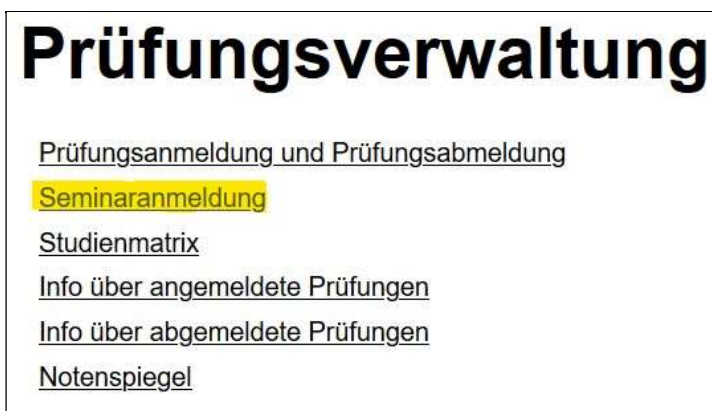 Prüfungsverwaltung
Prüfungsanmeldung und Prüfungsabmeldung
Seminaranmeldung
Studienmatrix
Info über angemeldete Prüfungen
Info über abgemeldete Prüfungen
Notenspiegel